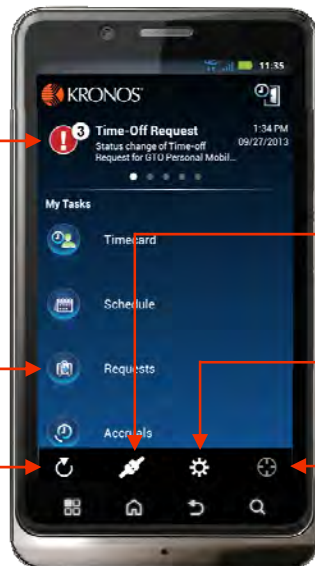 11:35
KRONOS
3
Time-Off Request
1:34 PM
Status change of Time-off
09/27/2013
Request for GTO Personal Mobil...
My Tasks
Timecard
Schedule
Requests
Accruals